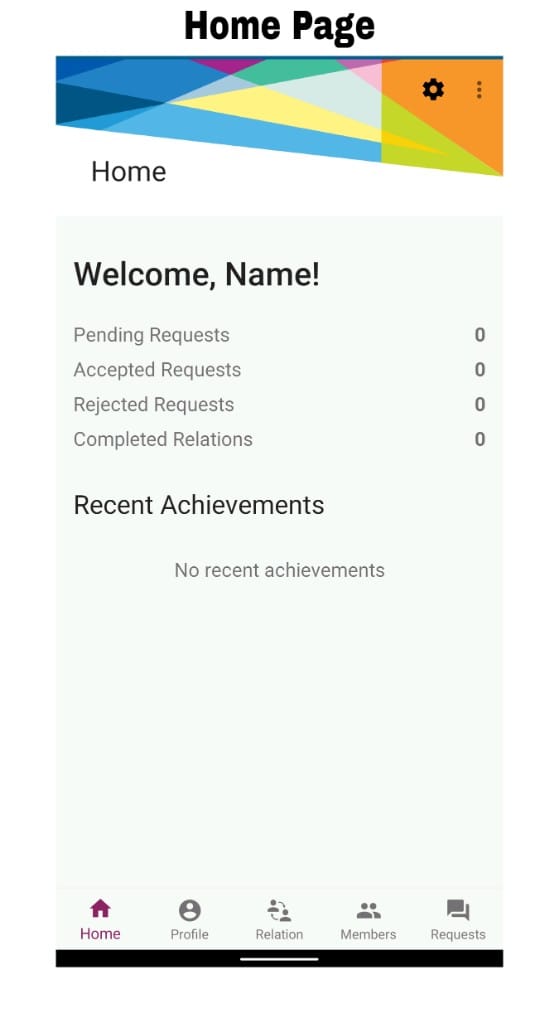 Home Page
Home
Welcome, Name!
Pending Requests 0
Accepted Requests 0
Rejected Requests 0
Completed Relations 0
Recent Achievements
No recent achievements
Home Profile Relation Members Requests